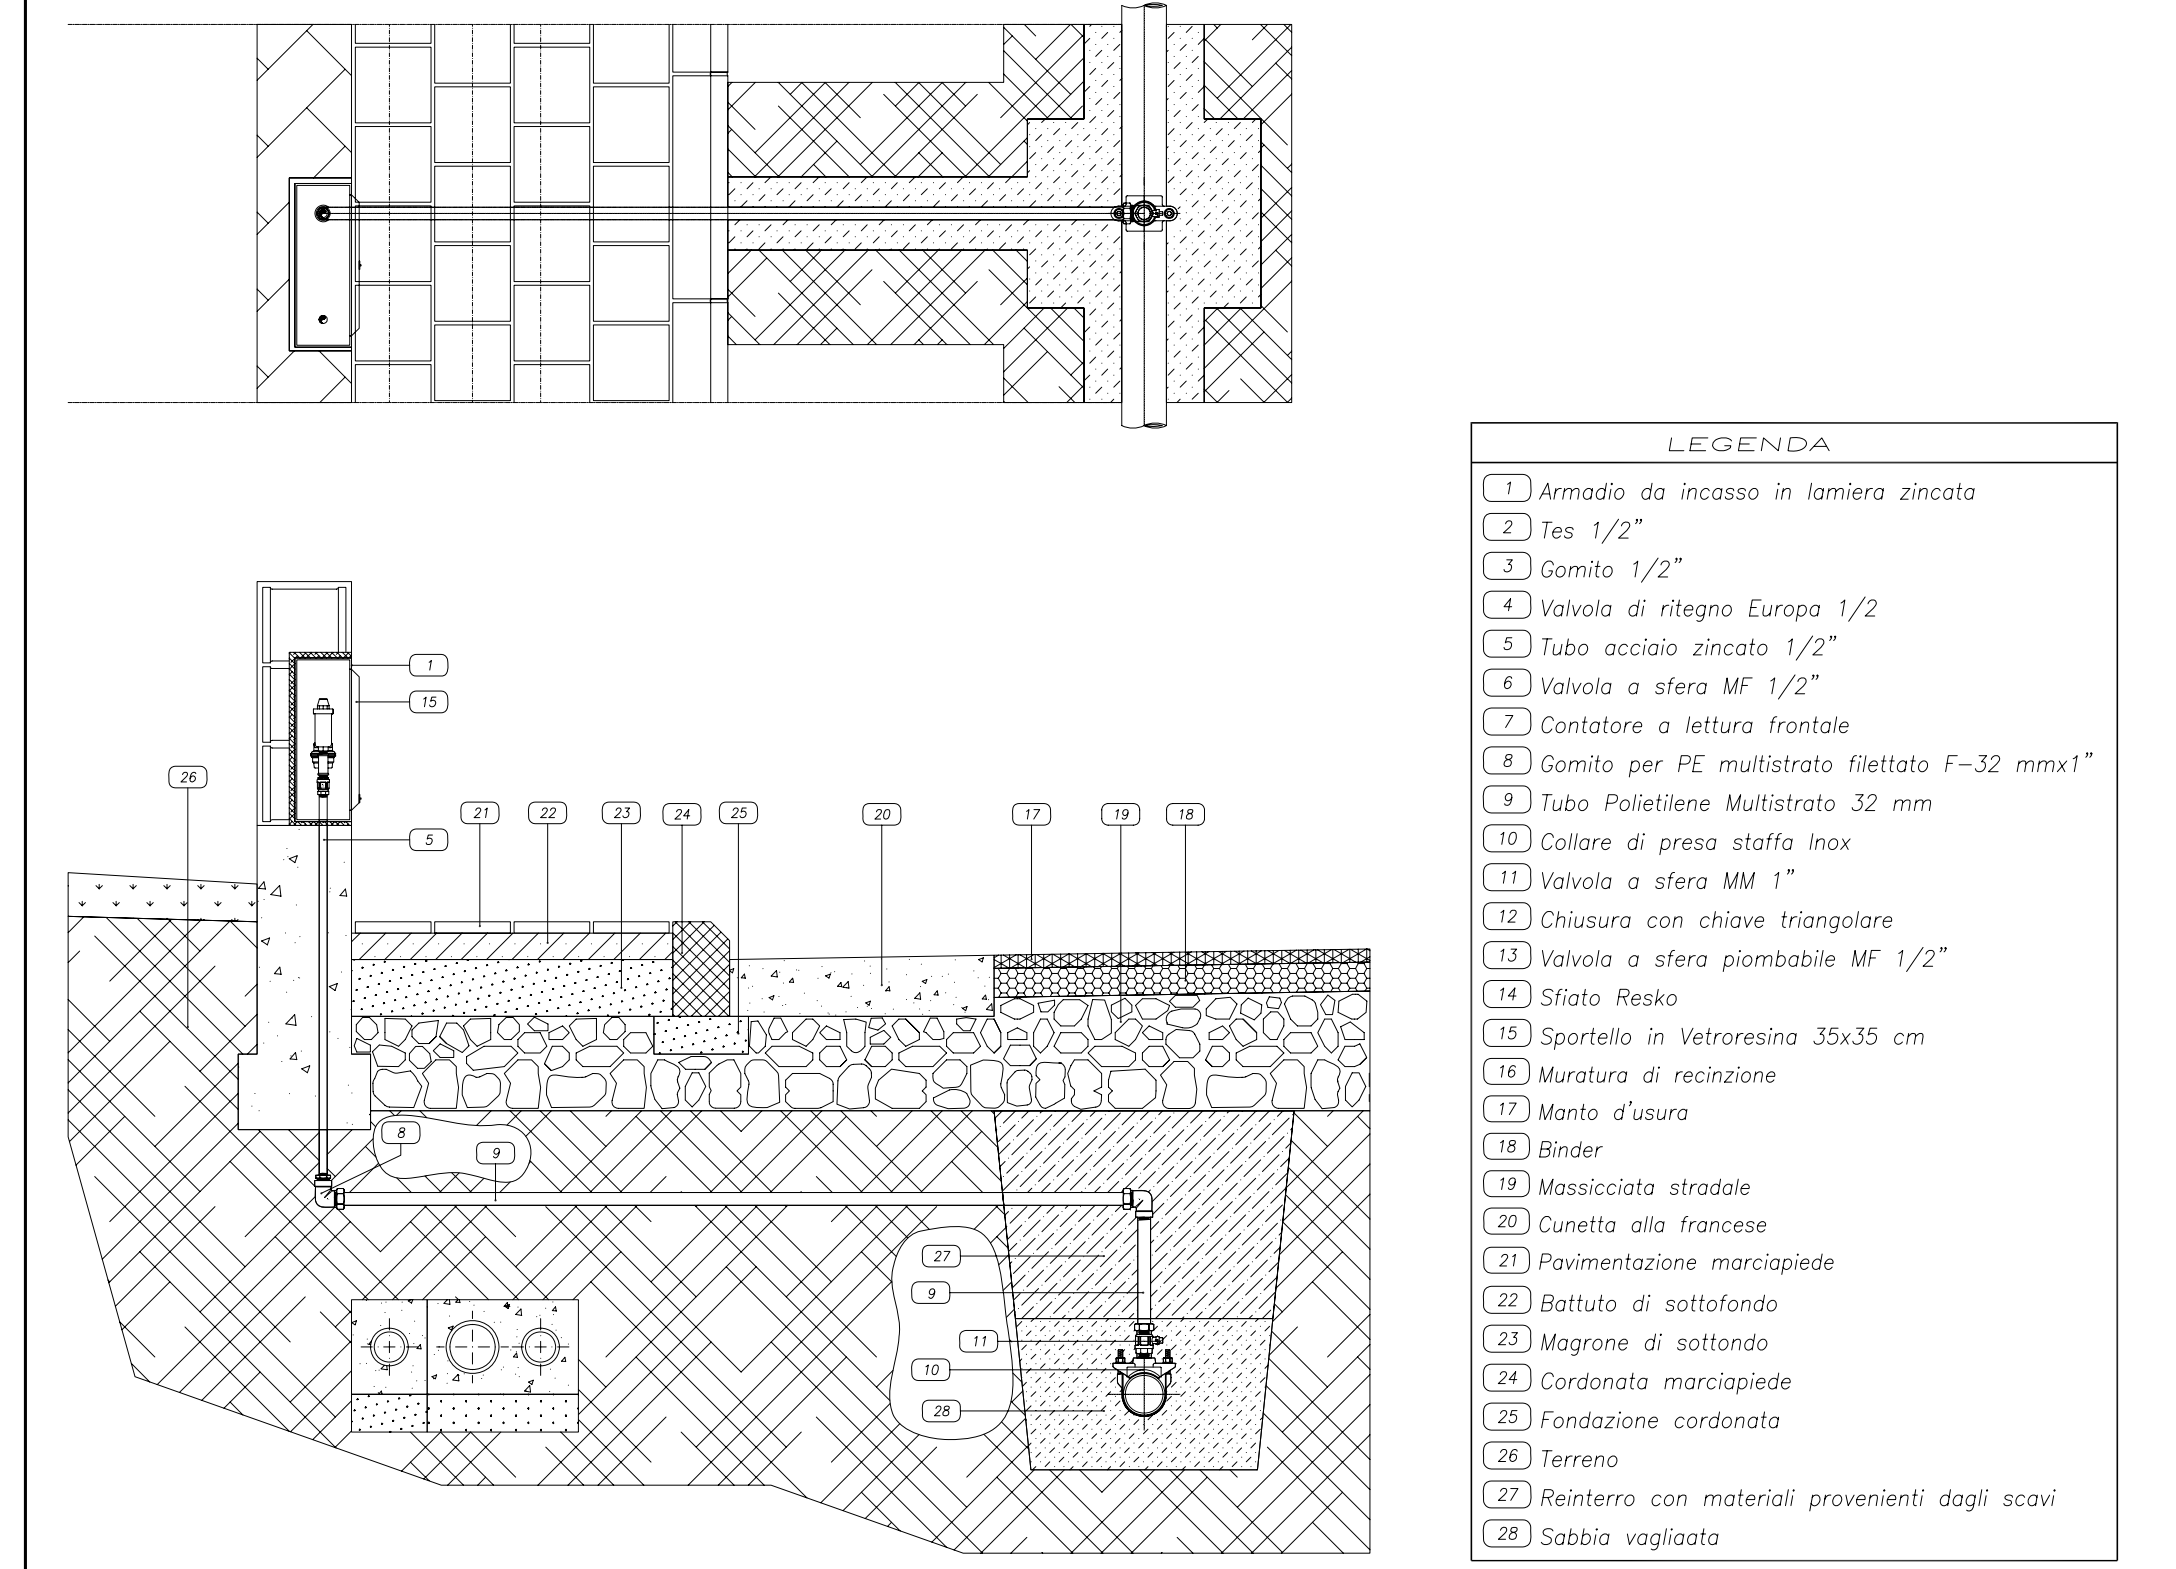 LEGENDA
1 Armadio da incasso in lamiera zincata
2 Tes 1/2"
3 Gomito 1/2"
4 Valvola di ritegno Europa 1/2
5 Tubo acciaio zincato 1/2"
6 Valvola a sfera MF 1/2"
7 Contatore a lettura frontale
8 Gomito per PE multistrato filettato F-32 mmx1"
9 Tubo Polietilene Multistrato 32 mm
10 Collare di presa staffa Inox
11 Valvola a sfera MM 1"
12 Chiusura con chiave triangolare
13 Valvola a sfera piombabile MF 1/2"
14 Sfiato Resko
15 Sportello in Vetroresina 35x35 cm
16 Muratura di recinzione
17 Manto d'usura
18 Binder
19 Massicciata stradale
20 Cunetta alla francese
21 Pavimentazione marciapiede
22 Battuto di sottofondo
23 Magrone di sottondo
24 Cordonata marciapiede
25 Fondazione cordonata
26 Terreno
27 Reinterro con materiali provenienti dagli scavi
28 Sabbia vagliaata
1
15
26
21 22 23 24 25 20 17 19 18
5
8
9
27
9
11
10
28